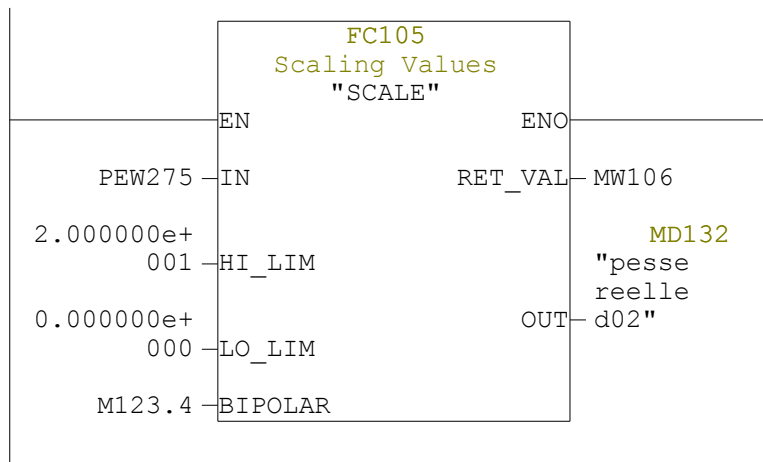 FC105
Scaling Values
"SCALE"
EN ENO
PEW275 IN RET_VAL MW106
2.000000e+ MD132
001 HI_LIM "pesse
reelle
0.000000e+ OUT d02"
000 LO_LIM
M123.4 BIPOLAR